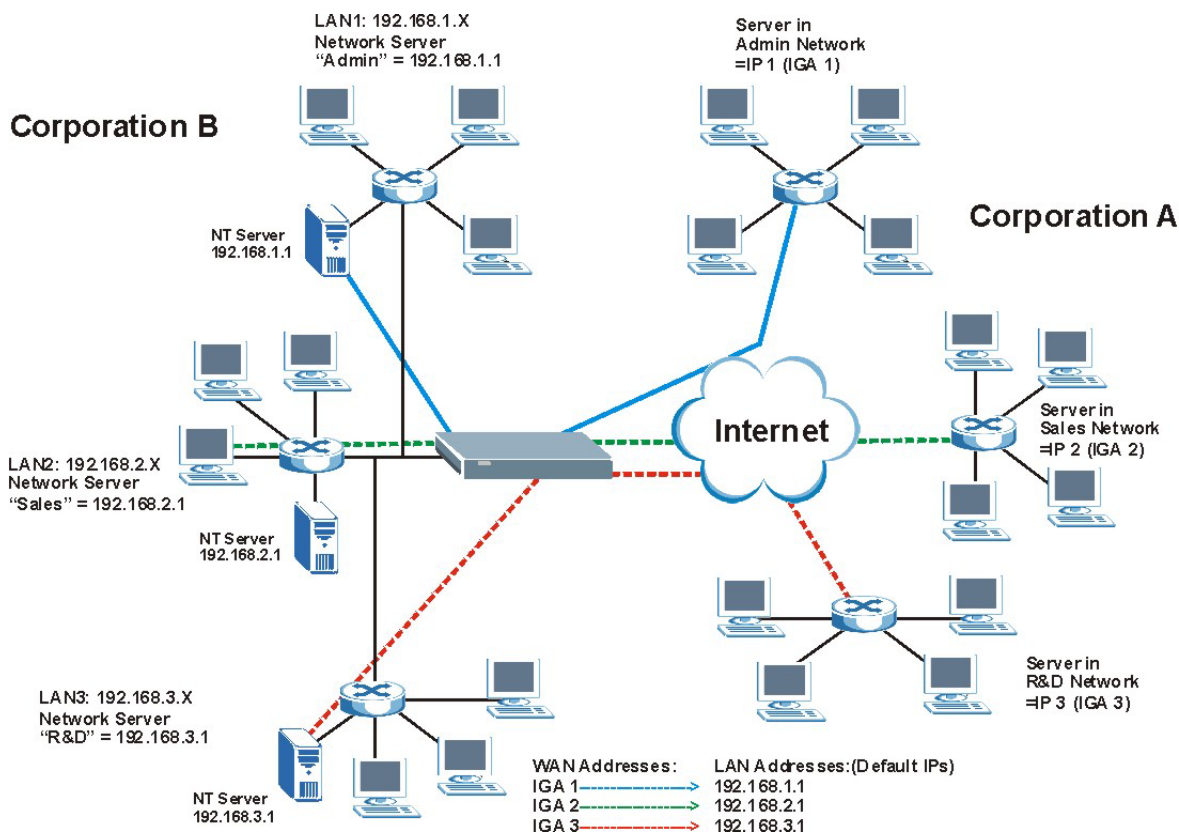 LAN1: 192.168.1.X
Network Server
“Admin” = 192.168.1.1
Server in
Admin Network
=IP 1 (IGA 1)
Corporation B
NT Server
192.168.1.1
Corporation A
Internet
Server in
Sales Network
=IP 2 (IGA 2)
LAN2: 192.168.2.X
Network Server
“Sales” = 192.168.2.1
NT Server
192.168.2.1
LAN3: 192.168.3.X
Network Server
“R&D” = 192.168.3.1
NT Server
192.168.3.1
Server in
R&D Network
=IP 3 (IGA 3)
WAN Addresses: LAN Addresses:(Default IPs)
IGA 1 192.168.1.1
IGA 2 192.168.2.1
IGA 3 192.168.3.1